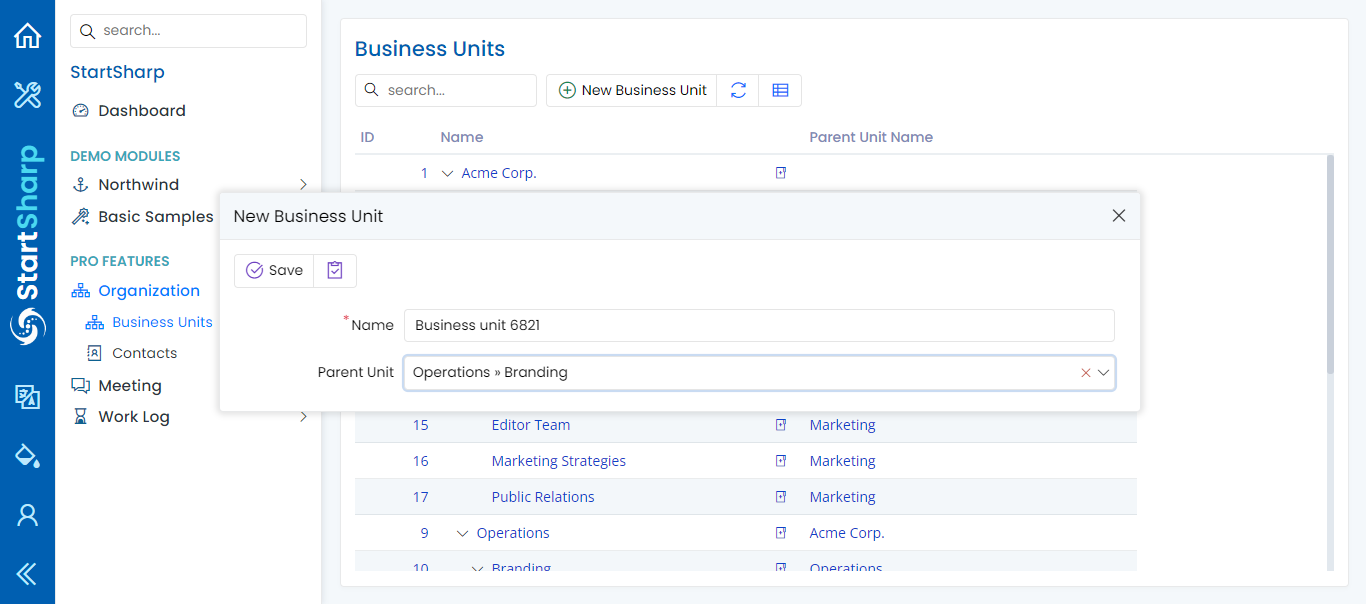 StartSharp
search...
StartSharp
Dashboard
DEMO MODULES
Northwind
Basic Samples
PRO FEATURES
Organization
Business Units
Contacts
Meeting
Work Log
Business Units
search...
New Business Unit
ID Name Parent Unit Name
1 Acme Corp.
New Business Unit
Save
*Name Business unit 6821
Parent Unit Operations » Branding
15 Editor Team Marketing
16 Marketing Strategies Marketing
17 Public Relations Marketing
9 Operations Acme Corp.
10 Branding Operations